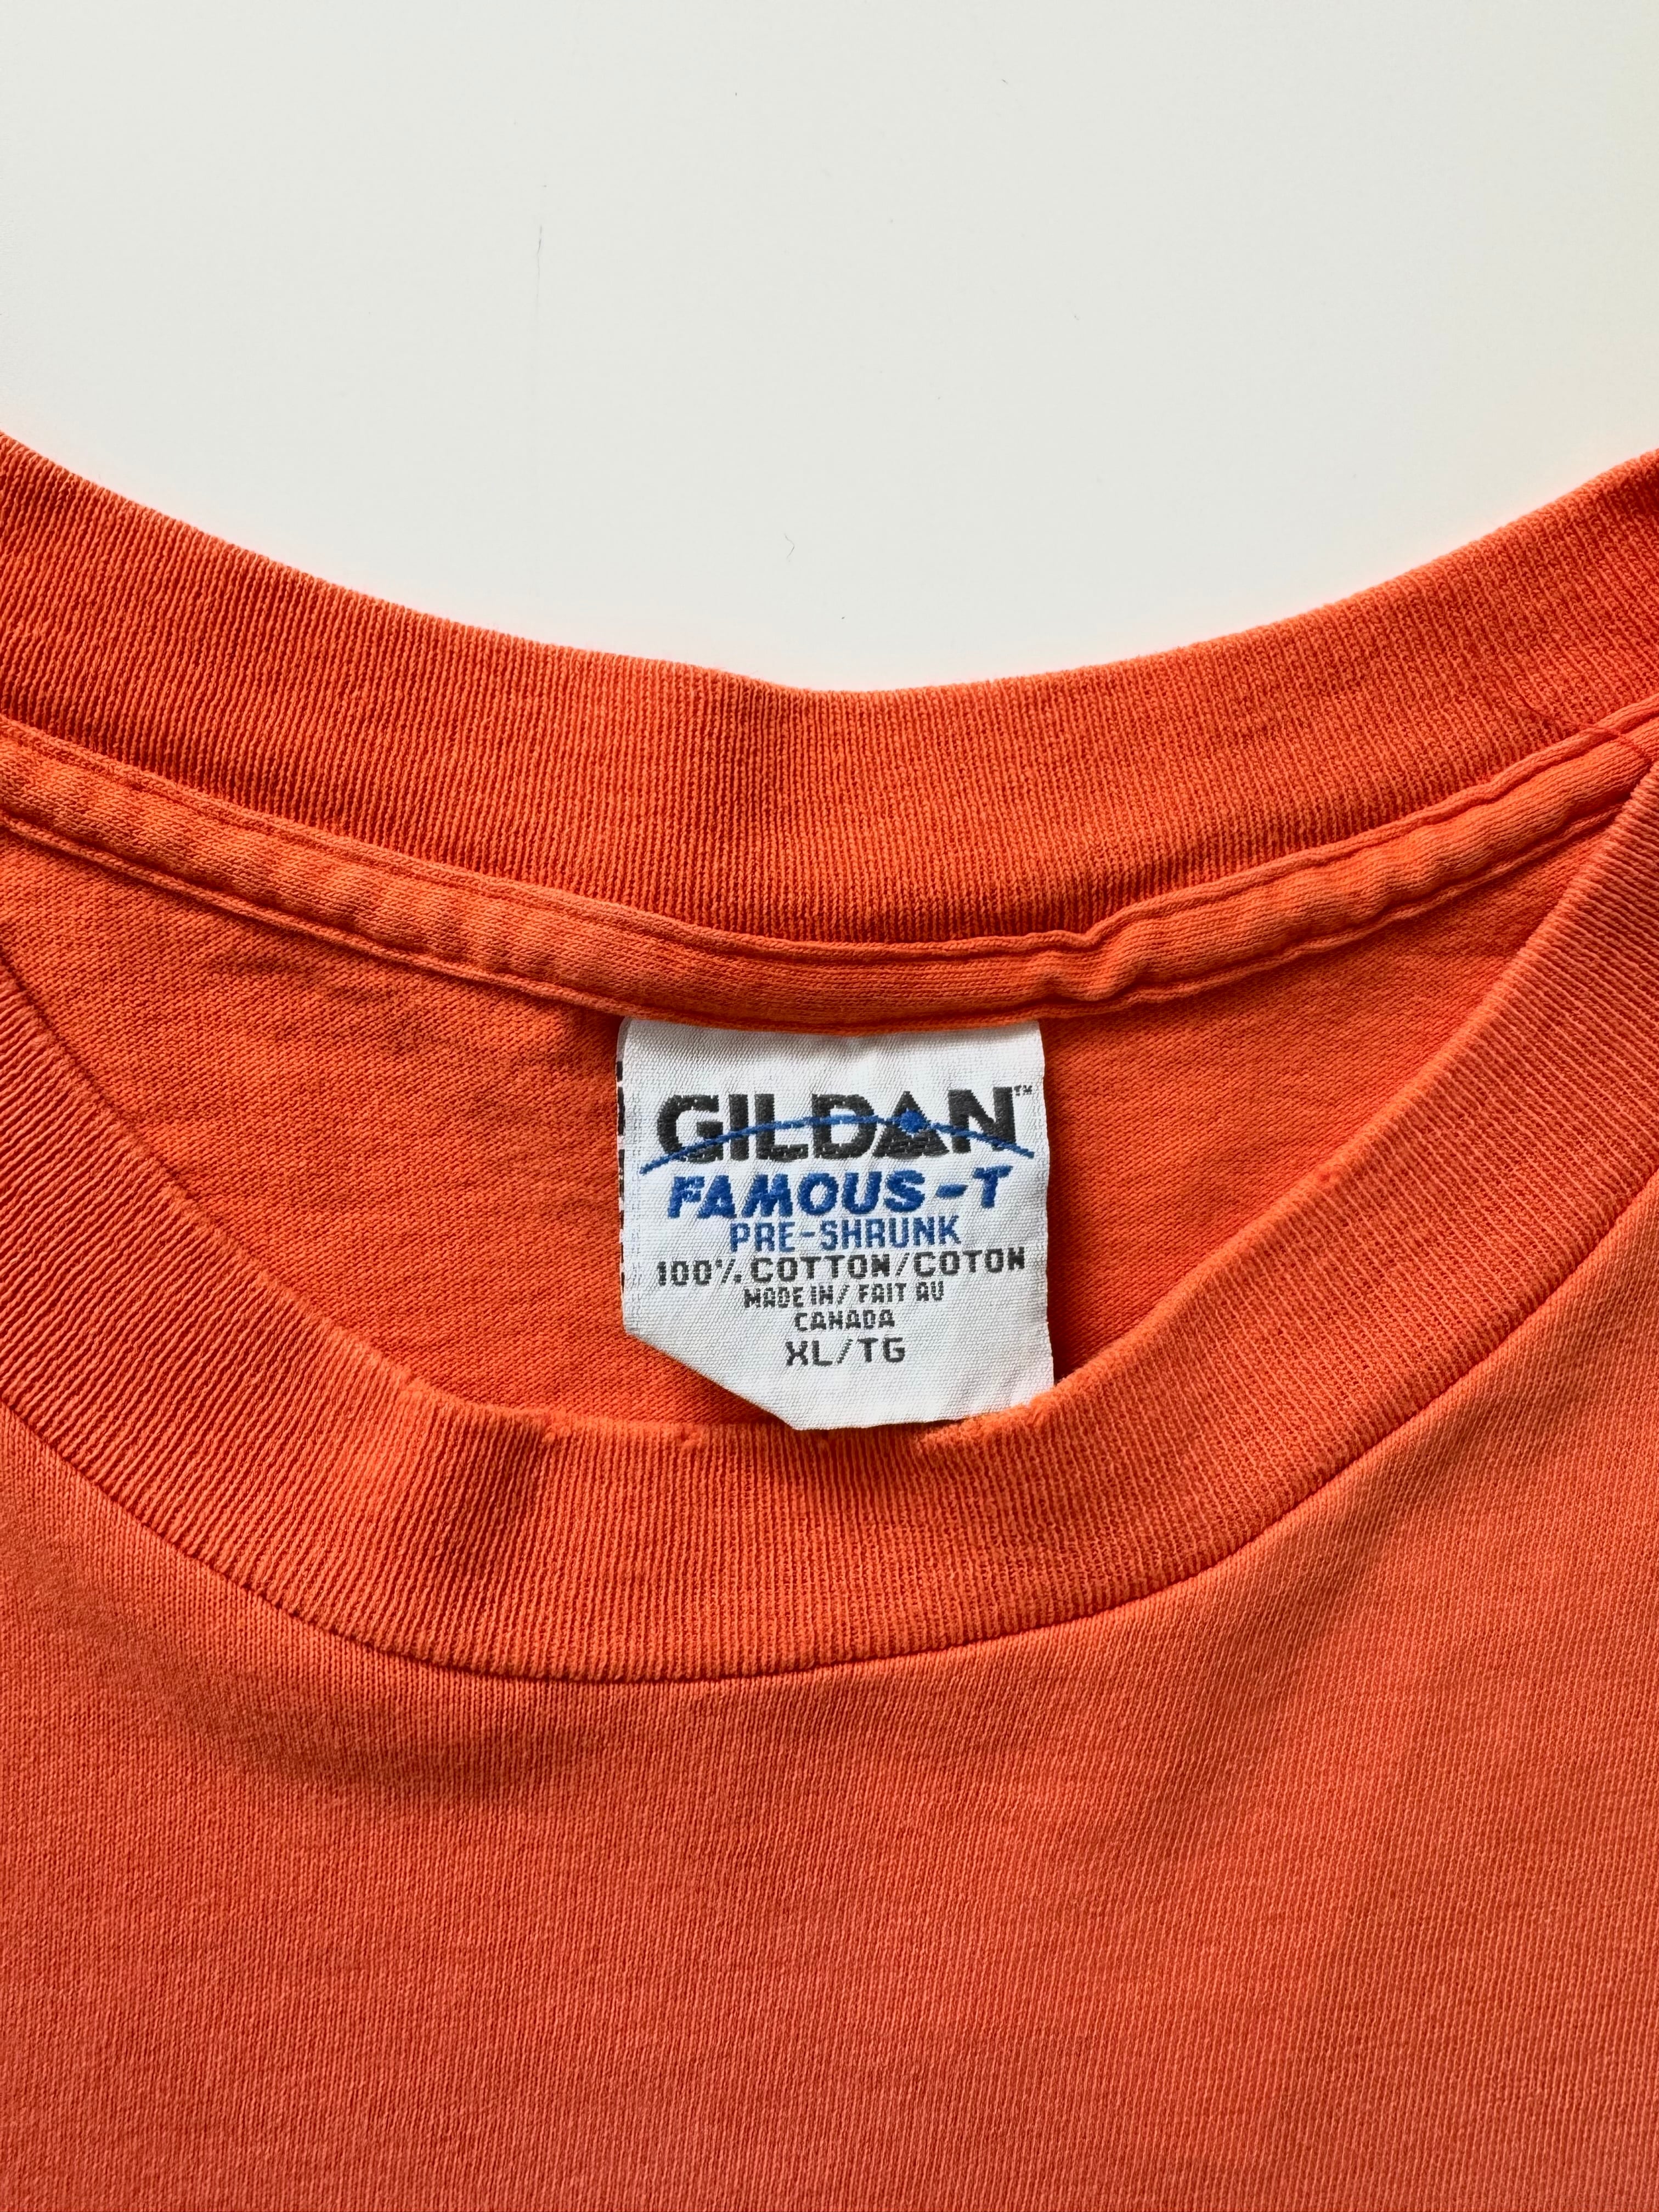 GILDAN™
FAMOUS-T
PRE-SHRUNK
100% COTTON/COTON
MADE IN/ FAIT AU
CANADA
XL/TG